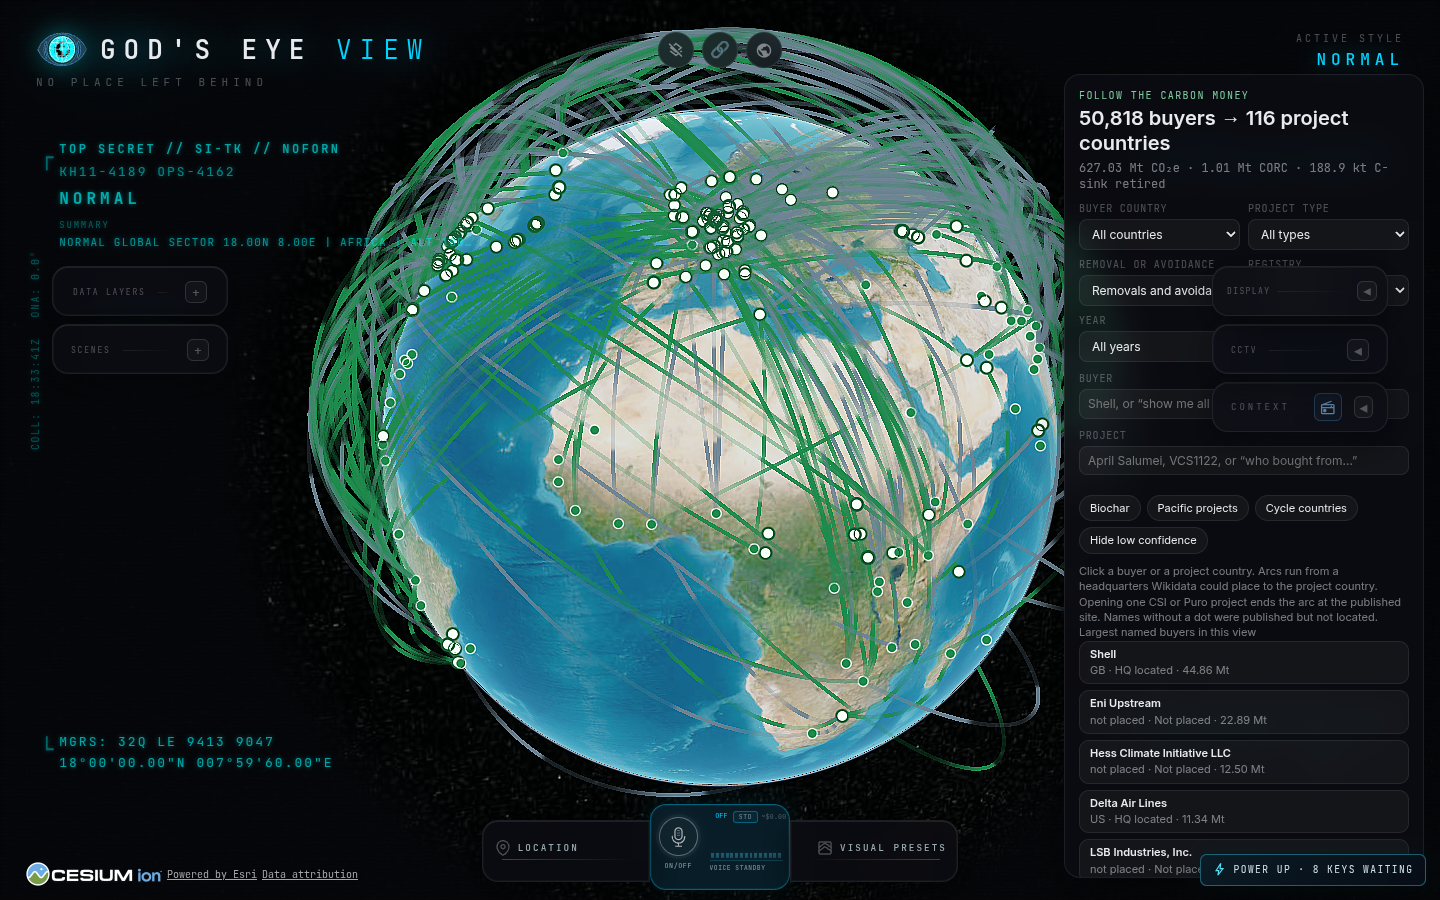 GOD'S EYE VIEW
NO PLACE LEFT BEHIND
ACTIVE STYLE
NORMAL
TOP SECRET // SI-TK // NOFORN
KH11-4189 OPS-4162
NORMAL
SUMMARY
NORMAL GLOBAL SECTOR 18.00N 8.00E | AFRICA
COLL: 18:33:41Z ONA: 0.0°
DATA LAYERS +
SCENES +
FOLLOW THE CARBON MONEY
50,818 buyers → 116 project
countries
627.03 Mt CO₂e · 1.01 Mt CORC · 188.9 kt C-
sink retired
BUYER COUNTRY PROJECT TYPE
All countries All types
REMOVAL OR AVOIDANCE REGISTRY
Removals and avoida
DISPLAY
YEAR
All years
CCTV
BUYER
Shell, or “show me all
CONTEXT
PROJECT
April Salumei, VCS1122, or “who bought from…”
Biochar Pacific projects Cycle countries
Hide low confidence
Click a buyer or a project country. Arcs run from a
headquarters Wikidata could place to the project country.
Opening one CSI or Puro project ends the arc at the published
site. Names without a dot were published but not located.
Largest named buyers in this view
Shell
GB · HQ located · 44.86 Mt
Eni Upstream
not placed · Not placed · 22.89 Mt
Hess Climate Initiative LLC
not placed · Not placed · 12.50 Mt
Delta Air Lines
US · HQ located · 11.34 Mt
LSB Industries, Inc.
not placed · Not place
POWER UP · 8 KEYS WAITING
MGRS: 32Q LE 9413 9047
18°00'00.00"N 007°59'60.00"E
LOCATION
OFF STD ~$0.00
ON/OFF
VOICE STANDBY
VISUAL PRESETS
CESIUM ion Powered by Esri Data attribution